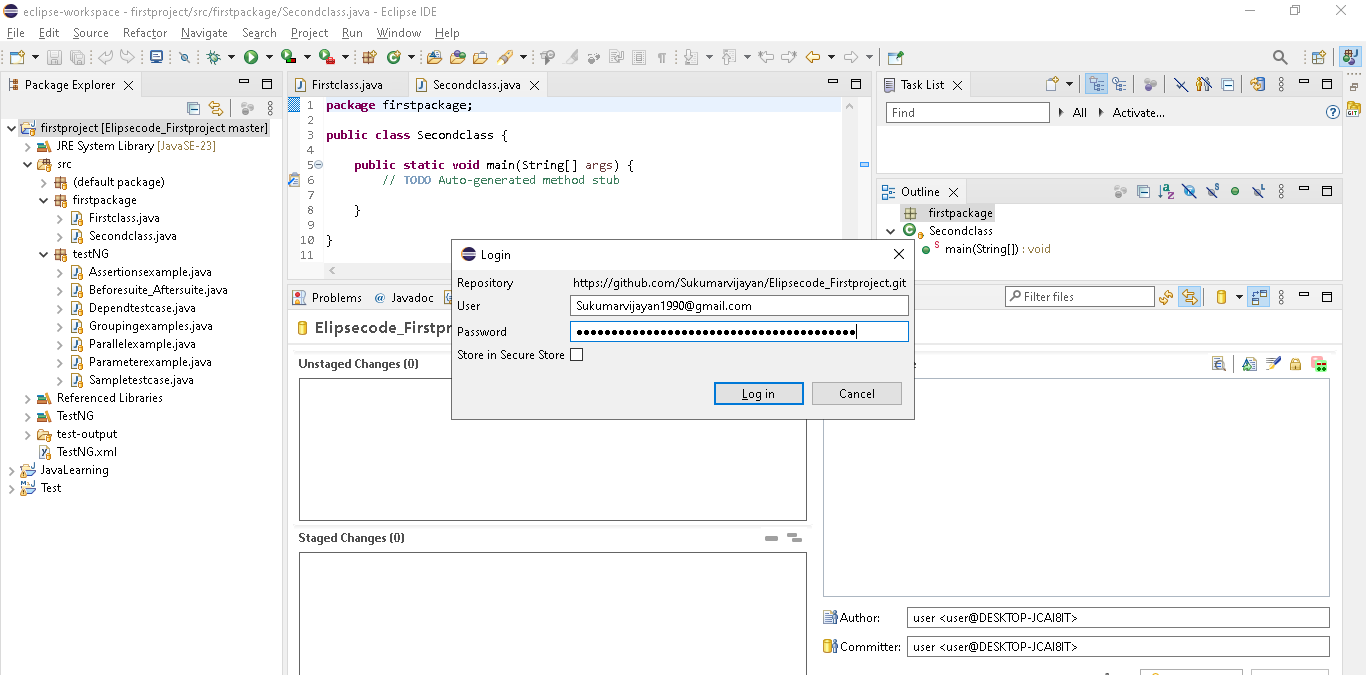 eclipse-workspace - firstproject/src/firstpackage/Secondclass.java - Eclipse IDE
File Edit Source Refactor Navigate Search Project Run Window Help
Package Explorer
firstproject [Elipsecode_Firstproject master]
JRE System Library [JavaSE-23]
src
(default package)
firstpackage
Firstclass.java
Secondclass.java
testNG
Assertionsexample.java
Beforesuite_Aftersuite.java
Dependtestcase.java
Groupingexamples.java
Parallelexample.java
Parameterexample.java
Sampletestcase.java
Referenced Libraries
TestNG
test-output
TestNG.xml
JavaLearning
Test
Firstclass.java Secondclass.java
1 package firstpackage;
2
3 public class Secondclass {
4
5 public static void main(String[] args) {
6 // TODO Auto-generated method stub
7
8 }
9
10 }
11
Task List
Find All Activate...
Outline
firstpackage
Secondclass
main(String[]) : void
Login
Repository https://github.com/Sukumarvijayan/Elipsecode_Firstproject.git
User Sukumarvijayan1990@gmail.com
Password
Store in Secure Store
Log in Cancel
Problems @ Javadoc
Filter files
Elipsecode_Firstpr
Unstaged Changes (0)
Staged Changes (0)
Author: user <user@DESKTOP-JCAI8IT>
Committer: user <user@DESKTOP-JCAI8IT>